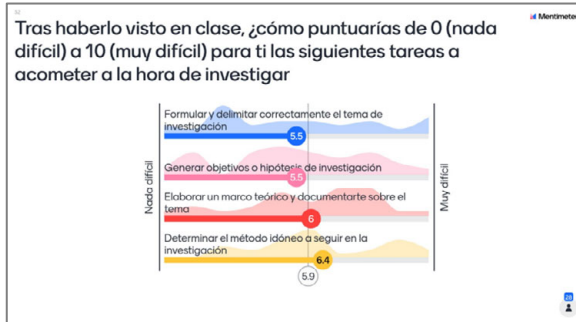 Mentimeter
Tras haberlo visto en clase, ¿cómo puntuarías de 0 (nada
difícil) a 10 (muy difícil) para ti las siguientes tareas a
acometer a la hora de investigar
Nada difícil
Formular y delimitar correctamente el tema de
investigación
5.5
Generar objetivos o hipótesis de investigación
5.5
Elaborar un marco teórico y documentarte sobre el
tema
6
Determinar el método idóneo a seguir en la
investigación
6.4
5.9
Muy difícil
28